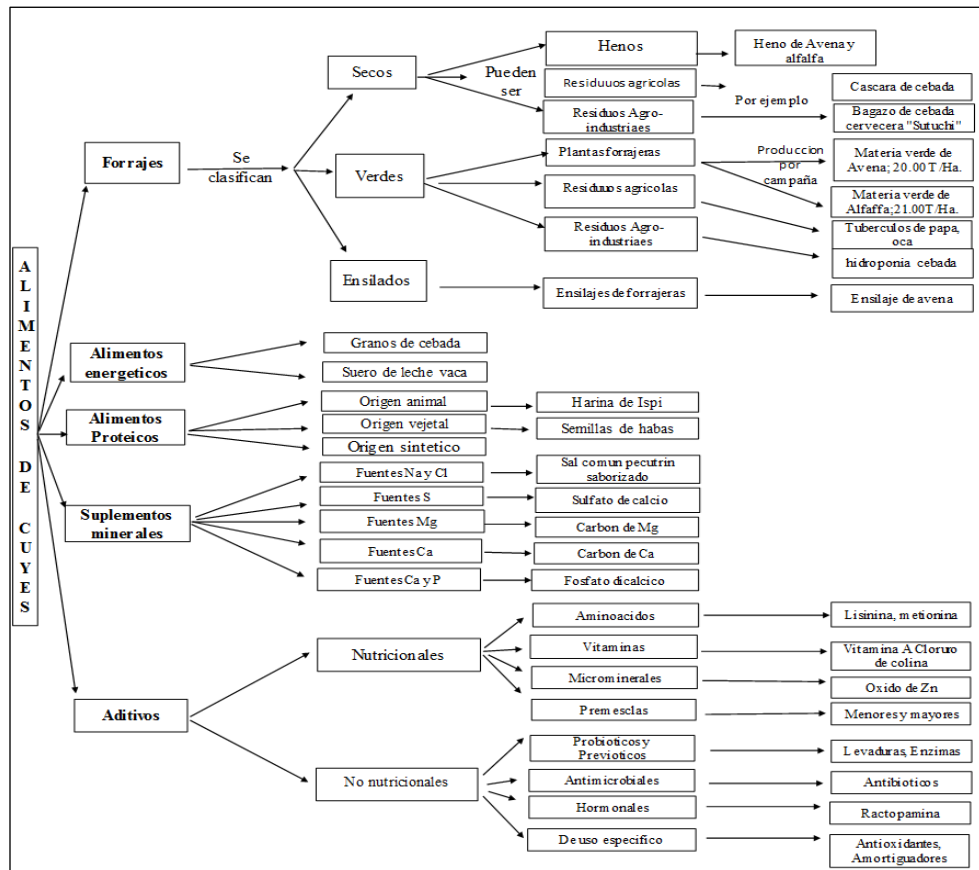 ALIMENTOS DE CUYES
Forrajes
Se
clasifican
Secos
Pueden
ser
Henos
Heno de Avena y
alfalfa
Residuuos agricolas
Cascara de cebada
Por ejemplo
Residuos Agro-
industriaes
Bagazo de cebada
cervecera "Sutuchi"
Verdes
Plantas forrajeras
Produccion
por
campaña
Materia verde de
Avena; 20.00 T/Ha.
Materia verde de
Alfaffa;21.00T/Ha.
Residuuos agricolas
Tuberculos de papa,
oca
Residuos Agro-
industriaes
hidroponia cebada
Ensilados
Ensilajes de forrajeras
Ensilaje de avena
Alimentos
energeticos
Granos de cebada
Suero de leche vaca
Alimentos
Proteicos
Origen animal
Harina de Ispi
Origen vejetal
Semillas de habas
Origen sintetico
Suplementos
minerales
Fuentes Na y Cl
Sal comun pecutrin
saborizado
Fuentes S
Sulfato de calcio
Fuentes Mg
Carbon de Mg
Fuentes Ca
Carbon de Ca
Fuentes Ca y P
Fosfato dicalcico
Aditivos
Nutricionales
Aminoacidos
Lisinina, metionina
Vitaminas
Vitamina A Cloruro
de colina
Microminerales
Oxido de Zn
Premesclas
Menores y mayores
No nutricionales
Probioticos y
Previoticos
Levaduras, Enzimas
Antimicrobiales
Antibioticos
Hormonales
Ractopamina
De uso especifico
Antioxidantes,
Amortiguadores